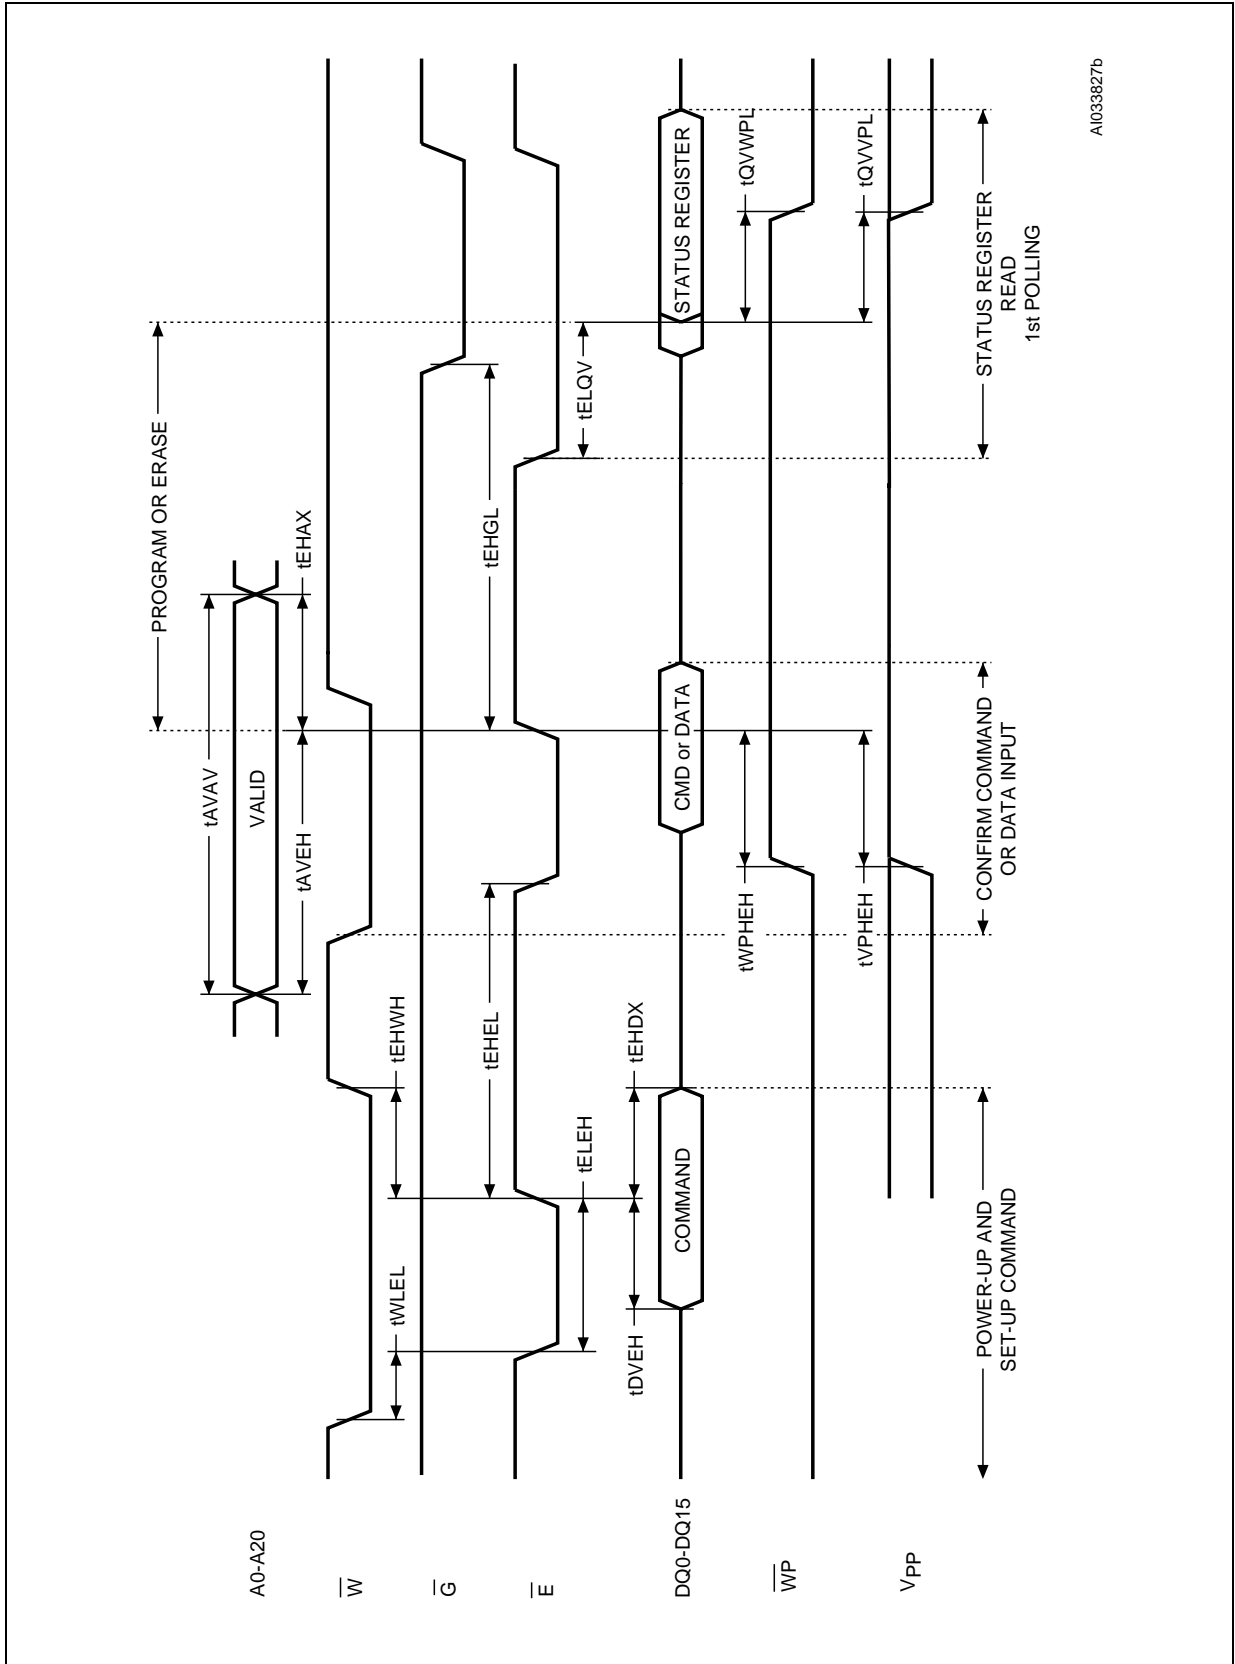 PROGRAM OR ERASE
tAVAV
A0-A20
VALID
tAVEH
tEHAX
W
tWLEL
tEHWH
G
tEHEL
tEHGL
E
tELEH
tELQV
tDVEH
tEHDX
DQ0-DQ15
COMMAND
CMD or DATA
STATUS REGISTER
tWPHEH
tQVWPL
WP
tVPHEH
tQVVPL
VPP
POWER-UP AND
SET-UP COMMAND
CONFIRM COMMAND
OR DATA INPUT
STATUS REGISTER
READ
1st POLLING
AI033827b